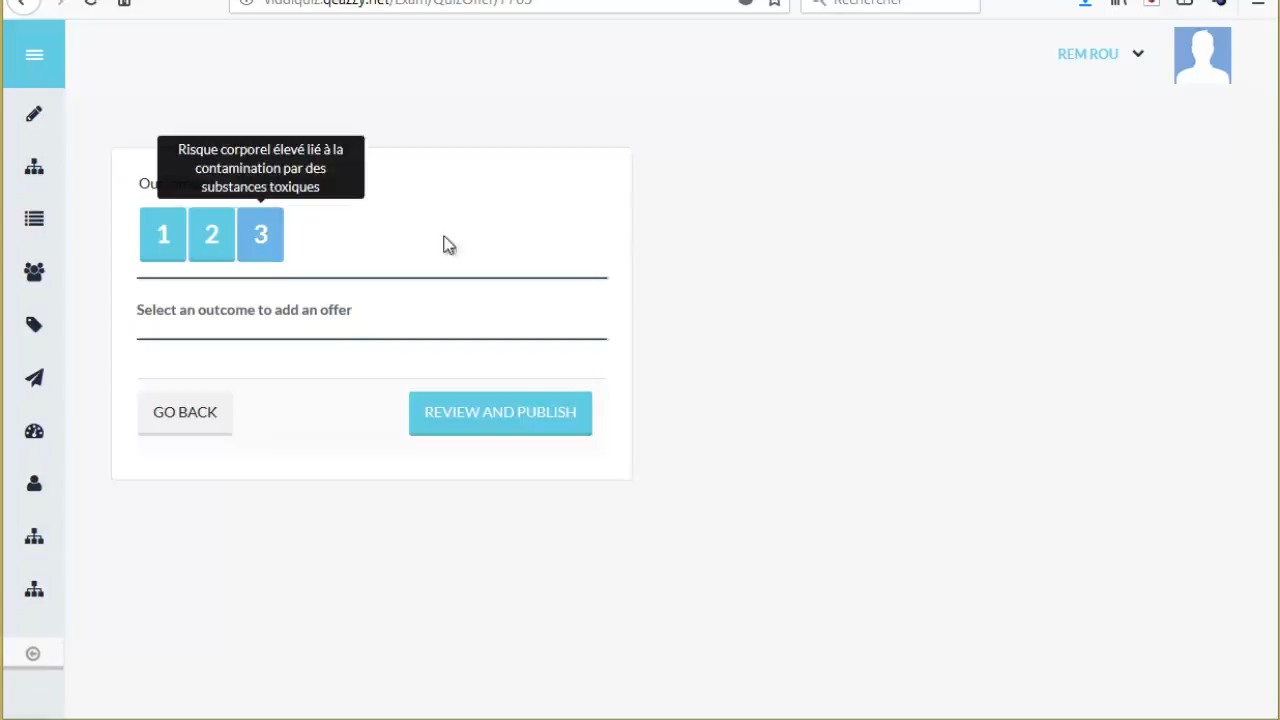 REM ROU
Risque corporel élevé lié à la
contamination par des
substances toxiques
1 2 3
Select an outcome to add an offer
GO BACK
REVIEW AND PUBLISH